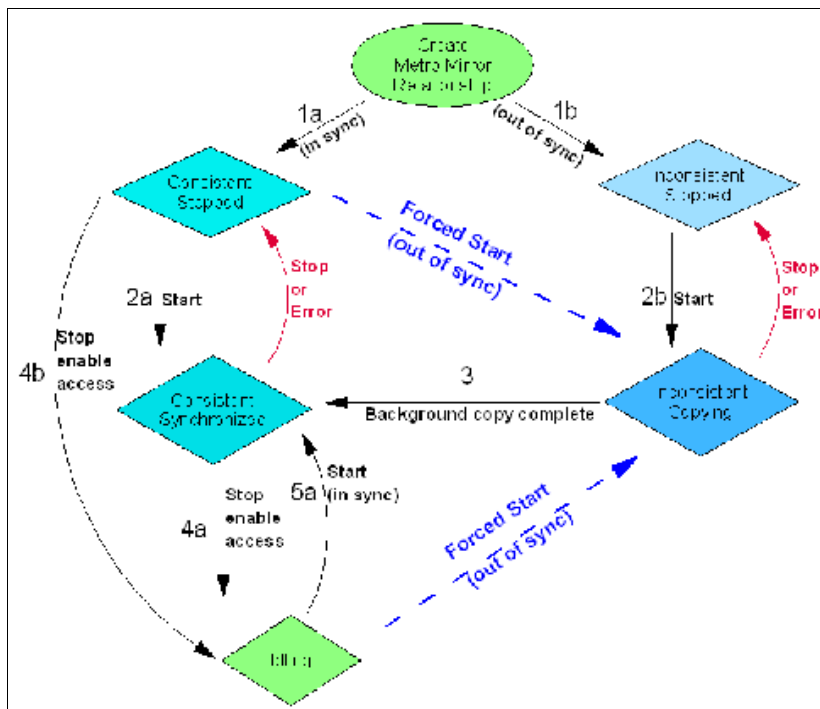 Create
Metro Mirror
Relationship
1a
(in sync)
1b
(out of sync)
Consistent
Stopped
Inconsistent
Stopped
Forced Start
(out of sync)
Stop
or
Error
2a Start
2b Start
Stop
or
Error
4b
Stop
enable
access
3
Background copy complete
Consistent
Synchronized
Inconsistent
Copying
5a
Start
(in sync)
4a
Stop
enable
access
Forced Start
(out of sync)
Idling